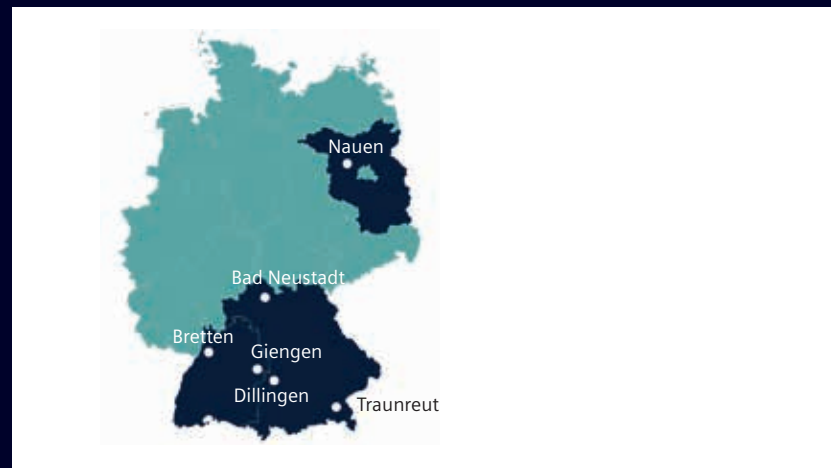 Nauen
Bad Neustadt
Bretten
Giengen
Dillingen
Traunreut